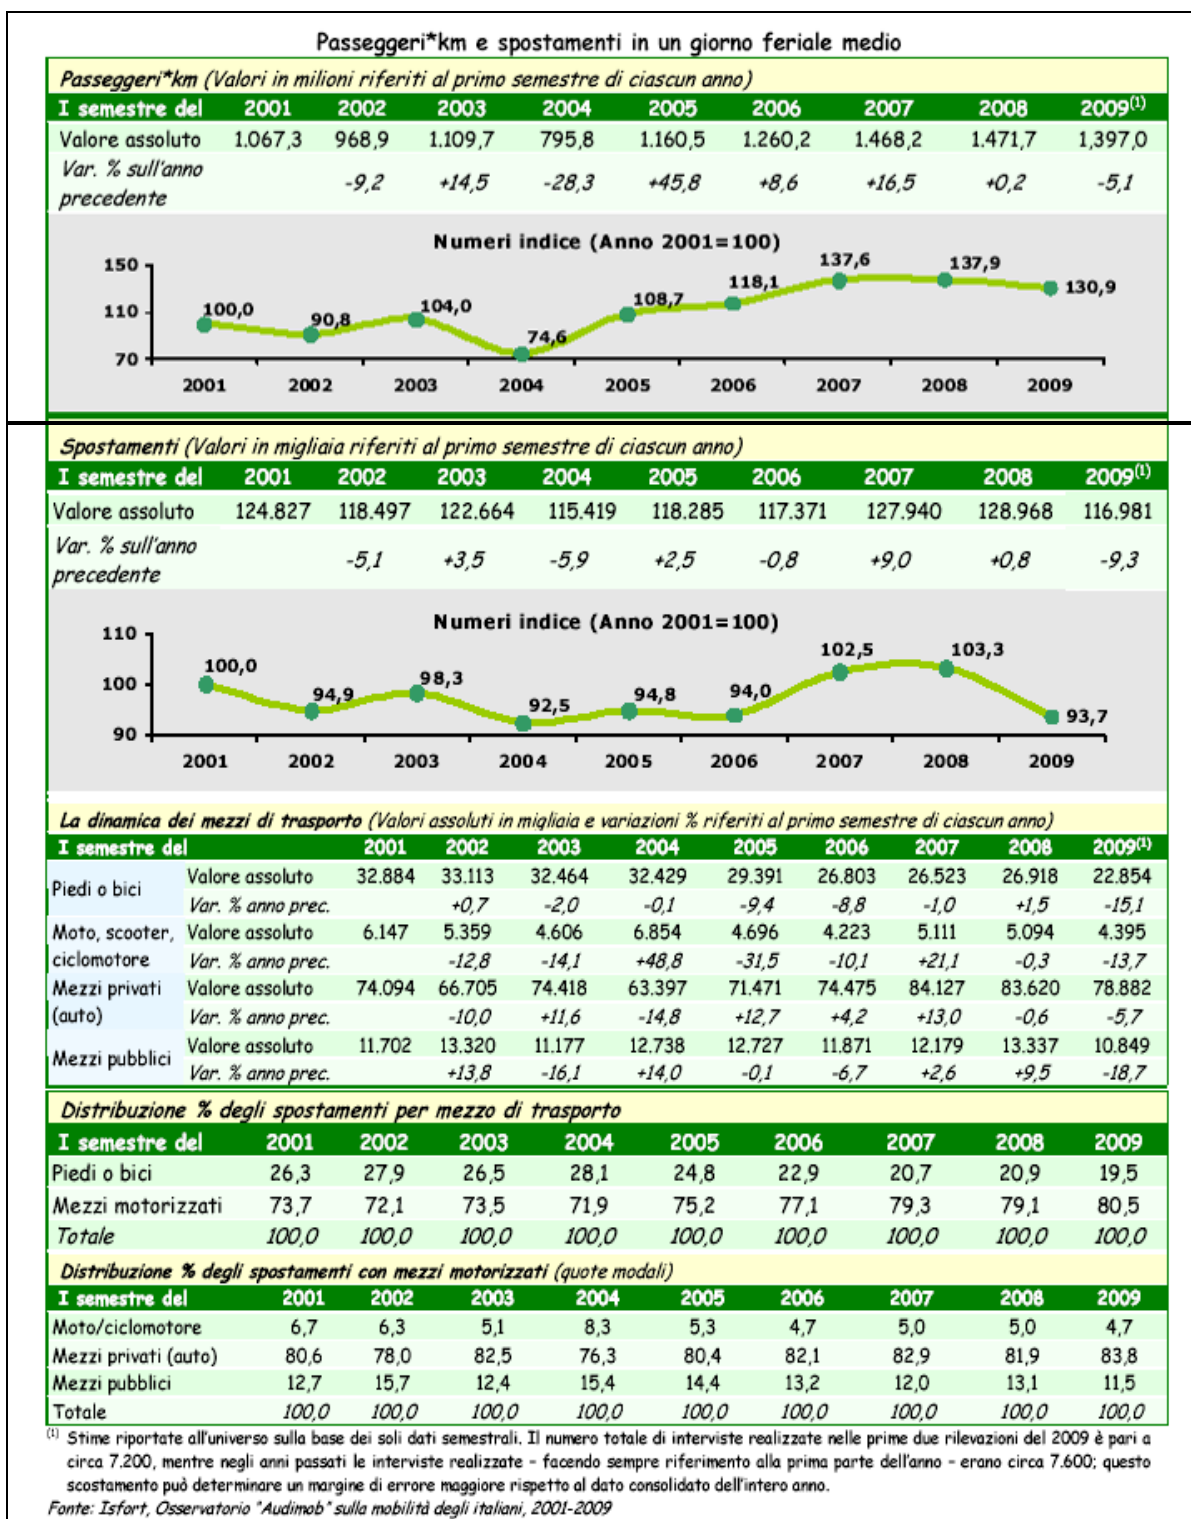 Passeggeri*km e spostamenti in un giorno feriale medio
Passeggeri*km (Valori in milioni riferiti al primo semestre di ciascun anno)
I semestre del 2001 2002 2003 2004 2005 2006 2007 2008 2009(1)
Valore assoluto 1.067,3 968,9 1.109,7 795,8 1.160,5 1.260,2 1.468,2 1.471,7 1,397,0
Var. % sull'anno
precedente -9,2 +14,5 -28,3 +45,8 +8,6 +16,5 +0,2 -5,1
Numeri indice (Anno 2001=100)
150
110
70
100,0 90,8 104,0 74,6 108,7 118,1 137,6 137,9 130,9
2001 2002 2003 2004 2005 2006 2007 2008 2009
Spostamenti (Valori in migliaia riferiti al primo semestre di ciascun anno)
I semestre del 2001 2002 2003 2004 2005 2006 2007 2008 2009(1)
Valore assoluto 124.827 118.497 122.664 115.419 118.285 117.371 127.940 128.968 116.981
Var. % sull'anno
precedente -5,1 +3,5 -5,9 +2,5 -0,8 +9,0 +0,8 -9,3
Numeri indice (Anno 2001=100)
110
100
90
100,0 94,9 98,3 92,5 94,8 94,0 102,5 103,3 93,7
2001 2002 2003 2004 2005 2006 2007 2008 2009
La dinamica dei mezzi di trasporto (Valori assoluti in migliaia e variazioni % riferiti al primo semestre di ciascun anno)
I semestre del 2001 2002 2003 2004 2005 2006 2007 2008 2009(1)
Piedi o bici Valore assoluto 32.884 33.113 32.464 32.429 29.391 26.803 26.523 26.918 22.854
Var. % anno prec. +0,7 -2,0 -0,1 -9,4 -8,8 -1,0 +1,5 -15,1
Moto, scooter, Valore assoluto 6.147 5.359 4.606 6.854 4.696 4.223 5.111 5.094 4.395
ciclomotore Var. % anno prec. -12,8 -14,1 +48,8 -31,5 -10,1 +21,1 -0,3 -13,7
Mezzi privati Valore assoluto 74.094 66.705 74.418 63.397 71.471 74.475 84.127 83.620 78.882
(auto) Var. % anno prec. -10,0 +11,6 -14,8 +12,7 +4,2 +13,0 -0,6 -5,7
Mezzi pubblici Valore assoluto 11.702 13.320 11.177 12.738 12.727 11.871 12.179 13.337 10.849
Var. % anno prec. +13,8 -16,1 +14,0 -0,1 -6,7 +2,6 +9,5 -18,7
Distribuzione % degli spostamenti per mezzo di trasporto
I semestre del 2001 2002 2003 2004 2005 2006 2007 2008 2009
Piedi o bici 26,3 27,9 26,5 28,1 24,8 22,9 20,7 20,9 19,5
Mezzi motorizzati 73,7 72,1 73,5 71,9 75,2 77,1 79,3 79,1 80,5
Totale 100,0 100,0 100,0 100,0 100,0 100,0 100,0 100,0 100,0
Distribuzione % degli spostamenti con mezzi motorizzati (quote modali)
I semestre del 2001 2002 2003 2004 2005 2006 2007 2008 2009
Moto/ciclomotore 6,7 6,3 5,1 8,3 5,3 4,7 5,0 5,0 4,7
Mezzi privati (auto) 80,6 78,0 82,5 76,3 80,4 82,1 82,9 81,9 83,8
Mezzi pubblici 12,7 15,7 12,4 15,4 14,4 13,2 12,0 13,1 11,5
Totale 100,0 100,0 100,0 100,0 100,0 100,0 100,0 100,0 100,0
(1) Stime riportate all'universo sulla base dei soli dati semestrali. Il numero totale di interviste realizzate nelle prime due rilevazioni del 2009 è pari a
circa 7.200, mentre negli anni passati le interviste realizzate – facendo sempre riferimento alla prima parte dell'anno – erano circa 7.600; questo
scostamento può determinare un margine di errore maggiore rispetto al dato consolidato dell'intero anno.
Fonte: Isfort, Osservatorio "Audimob" sulla mobilità degli italiani, 2001-2009